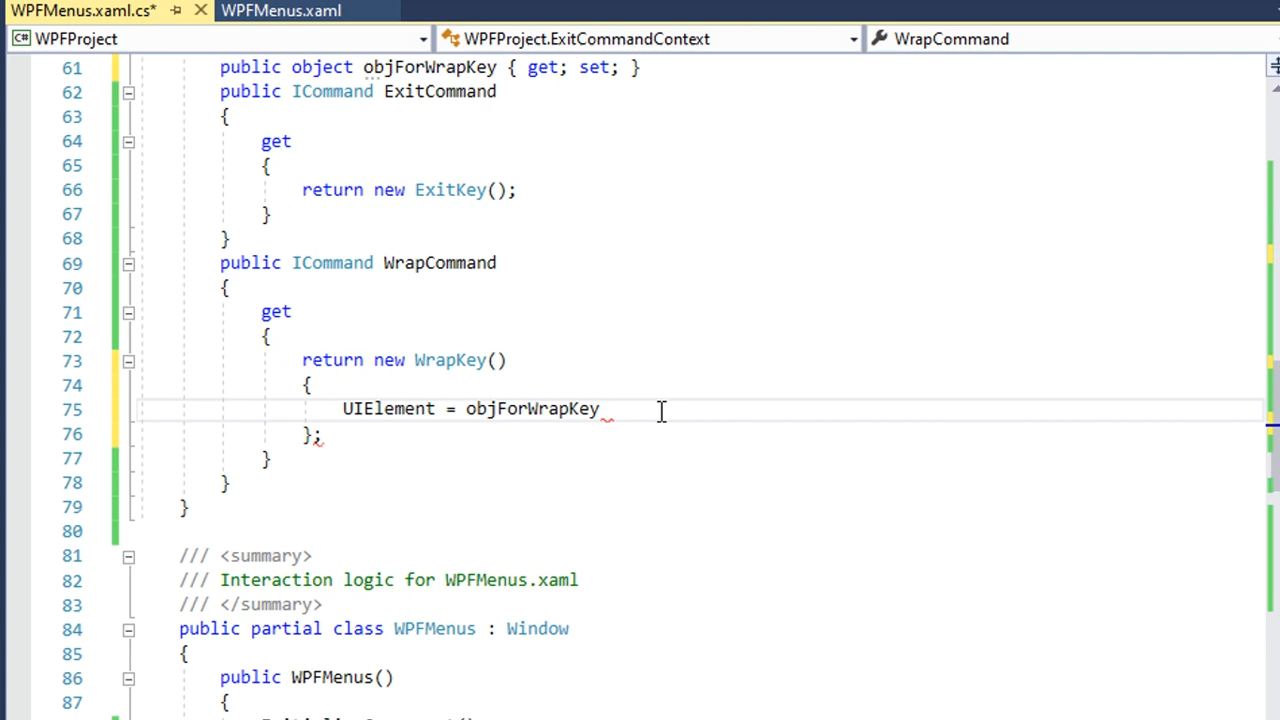 WPFMenus.xaml.cs* WPFMenus.xaml
C# WPFProject WPFProject.ExitCommandContext WrapCommand
61 public object objForWrapKey { get; set; }
62 public ICommand ExitCommand
63 {
64 get
65 {
66 return new ExitKey();
67 }
68 }
69 public ICommand WrapCommand
70 {
71 get
72 {
73 return new WrapKey()
74 {
75 UIElement = objForWrapKey
76 };
77 }
78 }
79 }
80
81 /// <summary>
82 /// Interaction logic for WPFMenus.xaml
83 /// </summary>
84 public partial class WPFMenus : Window
85 {
86 public WPFMenus()
87 {